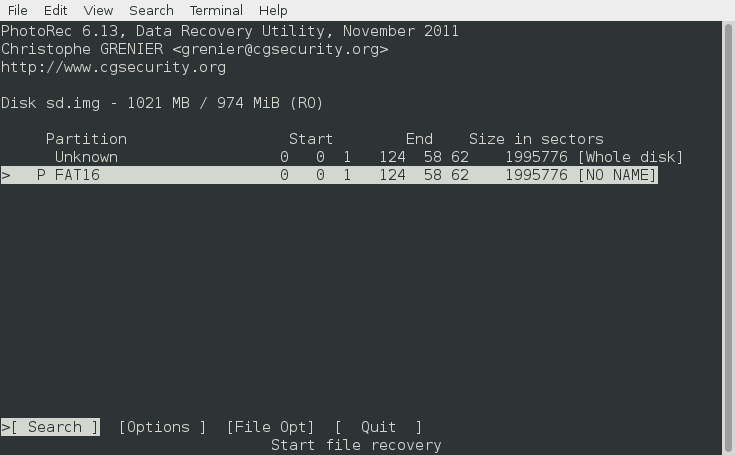 File Edit View Search Terminal Help
PhotoRec 6.13, Data Recovery Utility, November 2011
Christophe GRENIER <grenier@cgsecurity.org>
http://www.cgsecurity.org
Disk sd.img - 1021 MB / 974 MiB (RO)
Partition Start End Size in sectors
Unknown 0 0 1 124 58 62 1995776 [Whole disk]
> P FAT16 0 0 1 124 58 62 1995776 [NO NAME]
>[ Search ] [Options ] [File Opt] [ Quit ]
Start file recovery